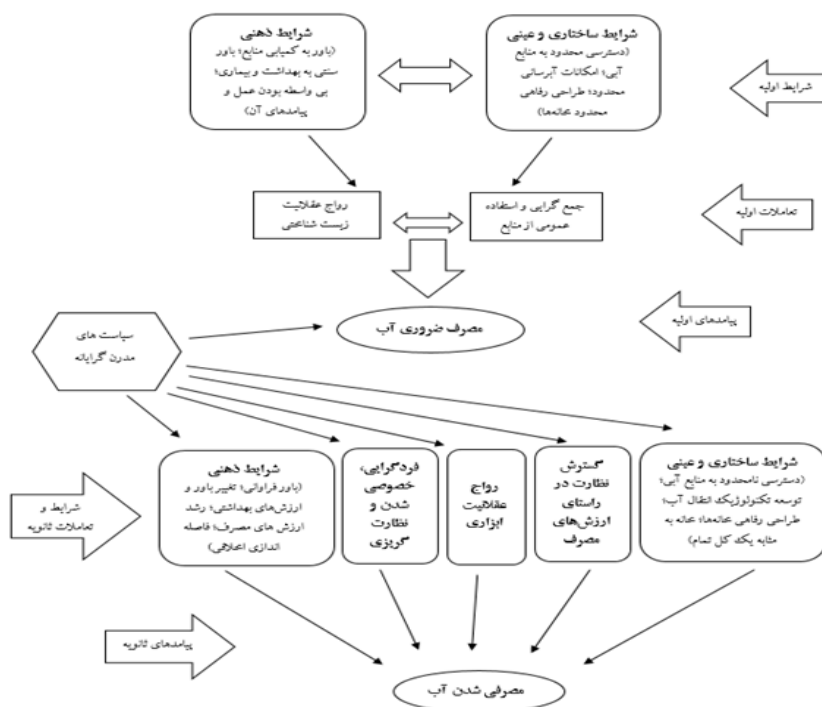 شرایط ساختاری و عینی
(دسترسی محدود به منابع
آبی؛ امکانات آبرسانی
محدود؛ طراحی رفاهی
محدود خانه‌ها)
شرایط ذهنی
(باور به کمیابی منابع؛ باور
سنتی به بهداشت و بیماری؛
بی واسطه بودن عمل و
پیامدهای آن)
شرایط اولیه
جمع گرایی و استفاده
عمومی از منابع
رواج عقلانیت
زیست شناختی
تعاملات اولیه
مصرف ضروری آب
پیامدهای اولیه
سیاست های
مدرن گرایانه
شرایط ساختاری و عینی
(دسترسی نامحدود به منابع آبی؛
توسعه تکنولوژیک انتقال آب؛
طراحی رفاهی خانه‌ها؛ خانه به
مثابه یک کل تمام)
گسترش
نظارت در
راستای
ارزش‌های
مصرف
رواج
عقلانیت
ابزاری
فردگرایی،
خصوصی
شدن و
نظارت
گریزی
شرایط ذهنی
(باور فراوانی؛ تغییر باور و
ارزش‌های بهداشتی؛ رشد
ارزش های مصرف؛ فاصله
اندازی اخلاقی)
شرایط و
تعاملات ثانویه
پیامدهای ثانویه
مصرفی شدن آب